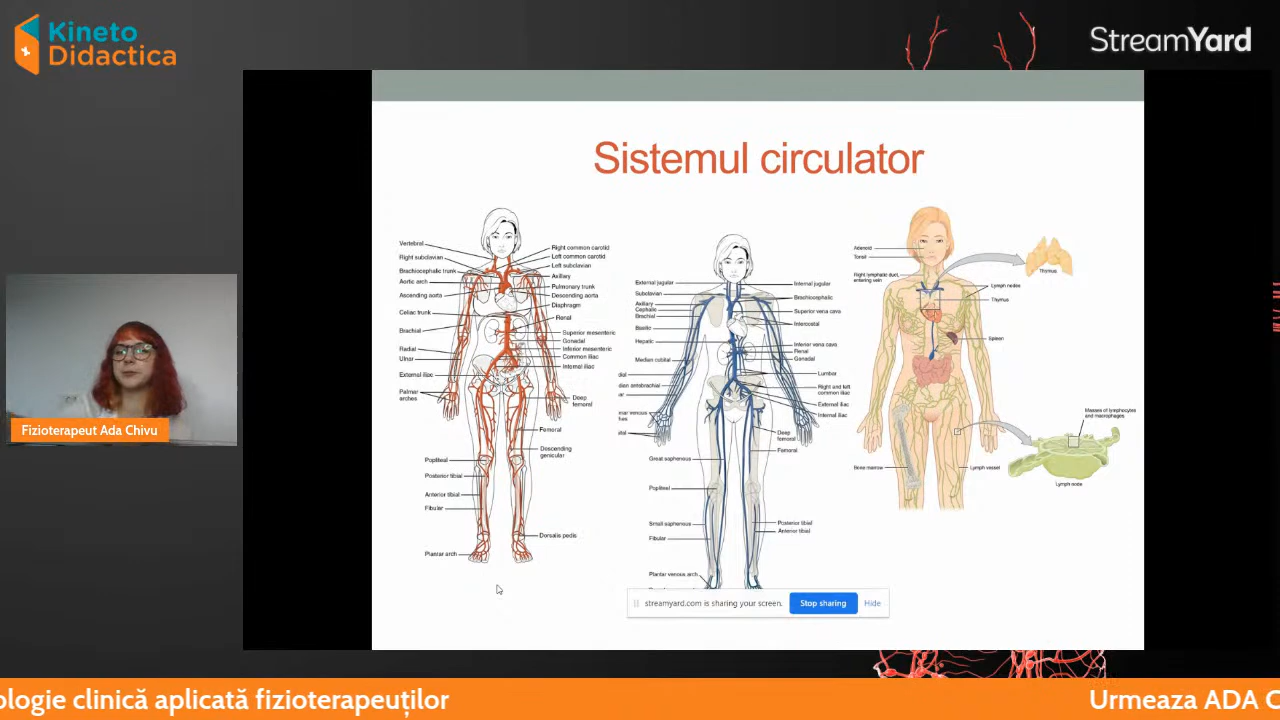 Kineto
Didactica
StreamYard
Sistemul circulator
Vertebral
Right subclavian
Brachiocephalic trunk
Aortic arch
Ascending aorta
Celiac trunk
Brachial
Radial
Ulnar
External iliac
Palmar
arches
Popliteal
Posterior tibial
Anterior tibial
Fibular
Plantar arch
Right common carotid
Left common carotid
Left subclavian
Axillary
Pulmonary trunk
Descending aorta
Diaphragm
Renal
Superior mesenteric
Gonadal
Inferior mesenteric
Common iliac
Internal iliac
Deep
femoral
Femoral
Descending
genicular
Dorsalis pedis
External jugular
Subclavian
Axillary
Cephalic
Brachial
Basilic
Hepatic
Median cubital
dial
dian antebrachial
mar venous
Great saphenous
Popliteal
Small saphenous
Fibular
Plantar venous arch
Internal jugular
Brachiocephalic
Superior vena cava
Intercostal
Inferior vena cava
Renal
Gonadal
Lumbar
Right and left
common iliac
External iliac
Internal iliac
Deep
femoral
Femoral
Posterior tibial
Anterior tibial
Adenoid
Tonsil
Right lymphatic duct,
entering vein
Thymus
Lymph nodes
Thymus
Spleen
Masses of lymphocytes
and macrophages
Bone marrow
Lymph vessel
Lymph node
streamyard.com is sharing your screen.
Stop sharing
Hide
Fizioterapeut Ada Chivu
ologie clinică aplicată fizioterapeuților
Urmeaza ADA C